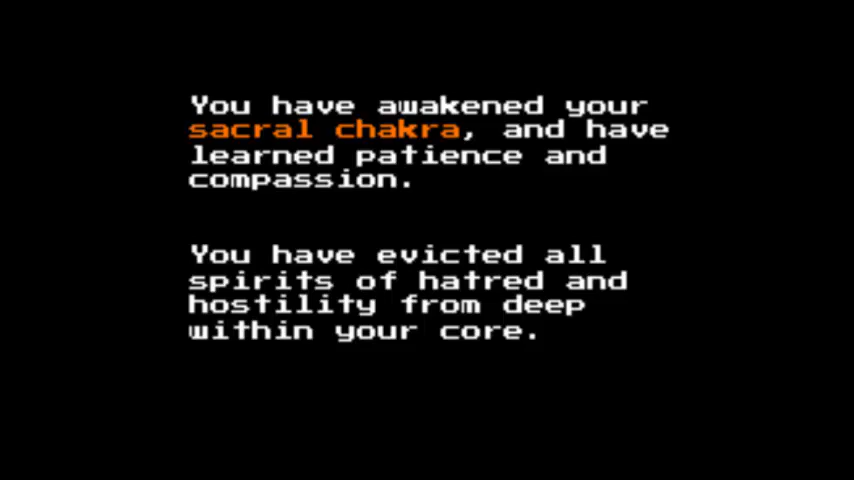 You have awakened your
sacral chakra, and have
learned patience and
compassion.
You have evicted all
spirits of hatred and
hostility from deep
within your core.